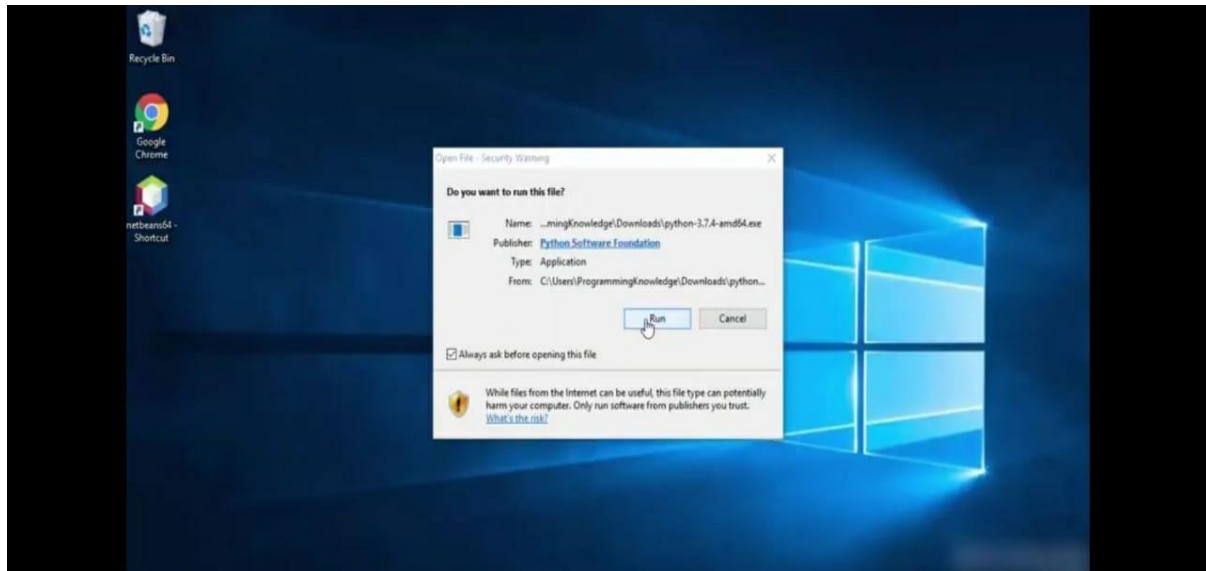 Recycle Bin
Google
Chrome
netbeans64 -
Shortcut
Open File - Security Warning
Do you want to run this file?
Name: ...mingKnowledge\Downloads\python-3.7.4-amd64.exe
Publisher: Python Software Foundation
Type: Application
From: C:\Users\ProgrammingKnowledge\Downloads\python...
Run Cancel
Always ask before opening this file
While files from the Internet can be useful, this file type can potentially
harm your computer. Only run software from publishers you trust.
What's the risk?